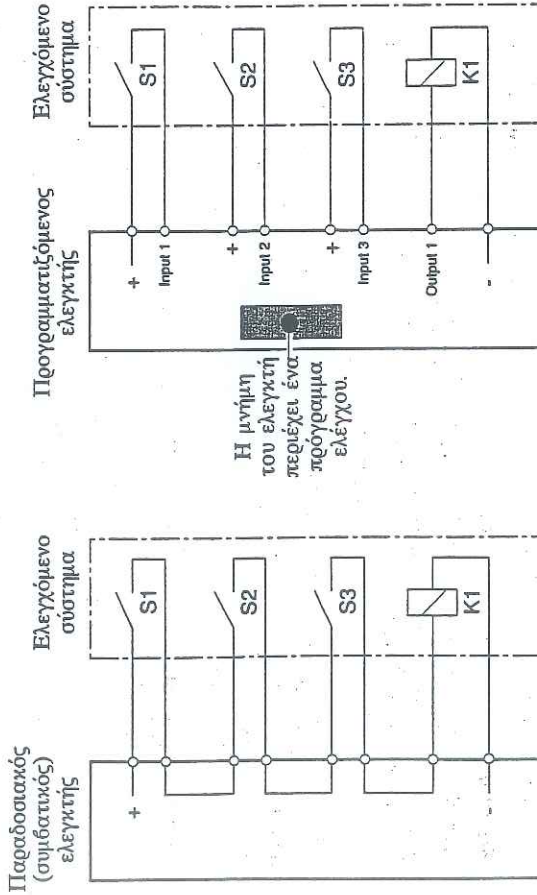 Παραδοσιακός
(συμβατικός)
ελεγκτής
Ελεγχόμενο
σύστημα
+
S1
S2
S3
K1
-
Προγραμματιζόμενος
ελεγκτής
Ελεγχόμενο
σύστημα
Η μνήμη
του ελεγκτή
περιέχει ένα
πρόγραμμα
ελέγχου.
+
Input 1
+
Input 2
+
Input 3
Output 1
-
S1
S2
S3
K1